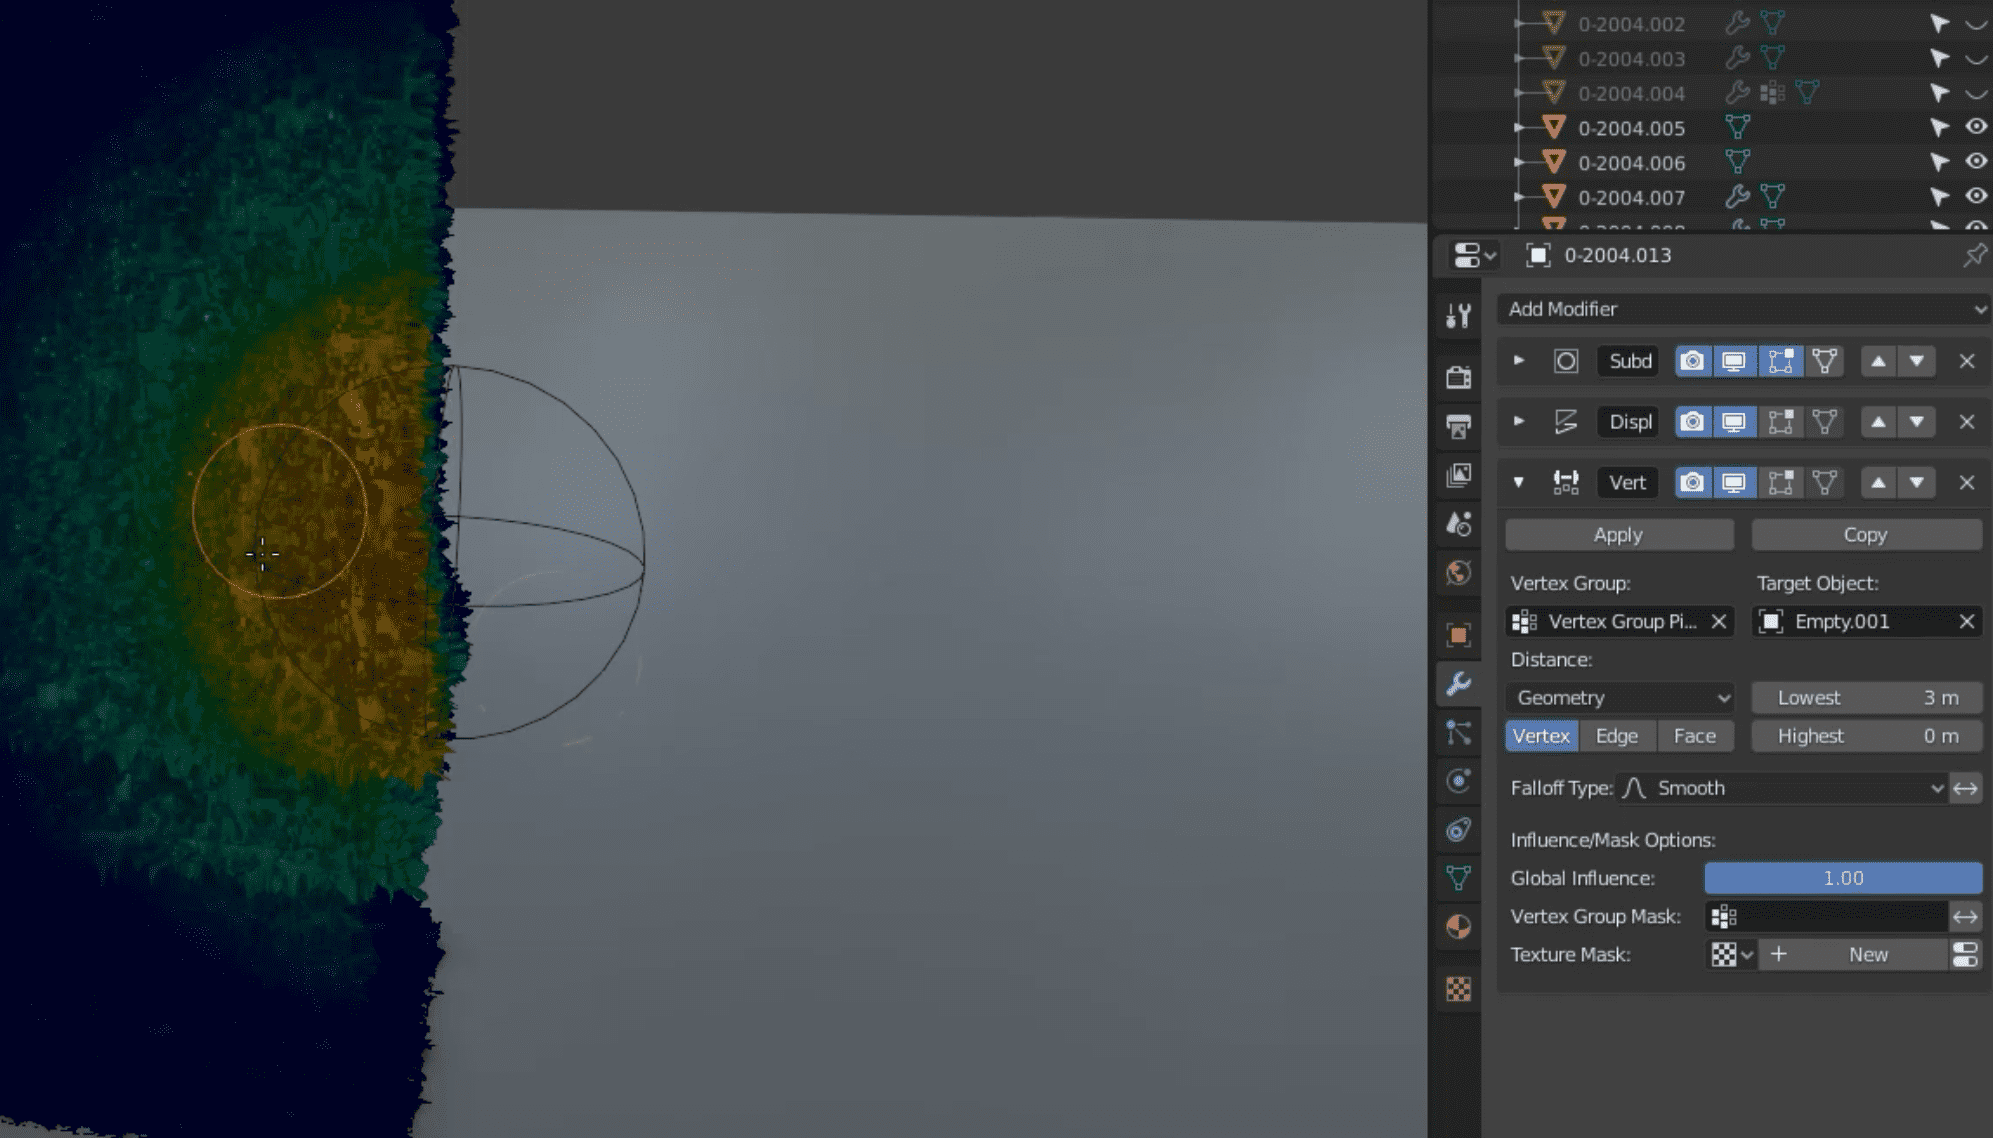 0-2004.002
0-2004.003
0-2004.004
0-2004.005
0-2004.006
0-2004.007
0-2004.013
Add Modifier
Subd
Displ
Vert
Apply Copy
Vertex Group: Target Object:
Vertex Group Pi... Empty.001
Distance:
Geometry Lowest 3 m
Vertex Edge Face Highest 0 m
Falloff Type: Smooth
Influence/Mask Options:
Global Influence: 1.00
Vertex Group Mask:
Texture Mask: New